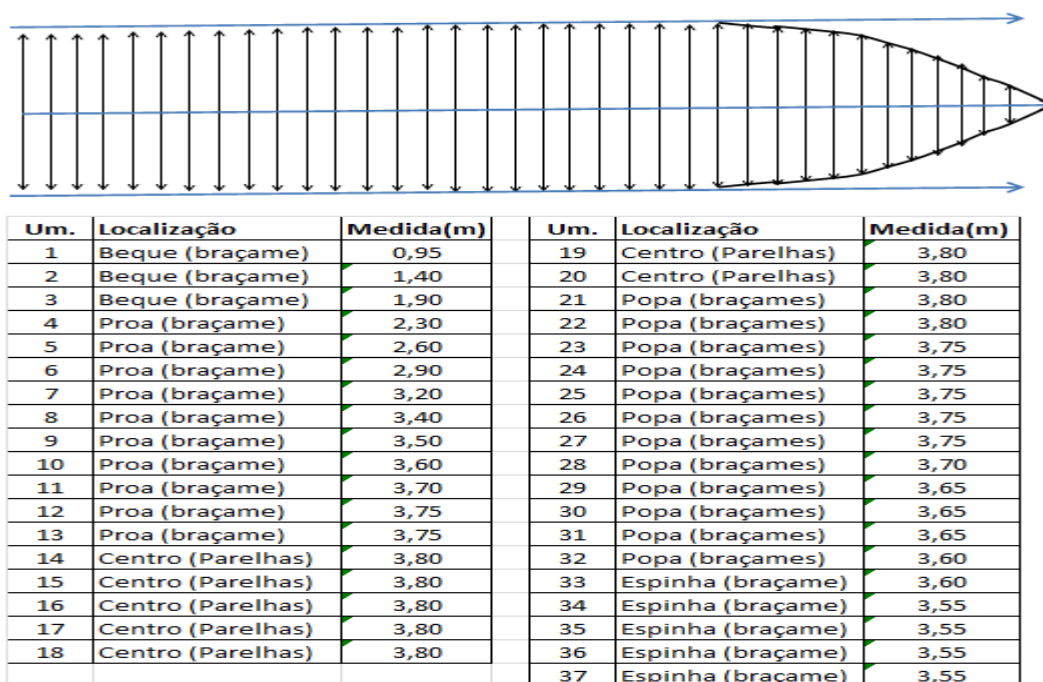 Um. Localização Medida(m) Um. Localização Medida(m)
1 Beque (braçame) 0,95 19 Centro (Parelhas) 3,80
2 Beque (braçame) 1,40 20 Centro (Parelhas) 3,80
3 Beque (braçame) 1,90 21 Popa (braçames) 3,80
4 Proa (braçame) 2,30 22 Popa (braçames) 3,80
5 Proa (braçame) 2,60 23 Popa (braçames) 3,75
6 Proa (braçame) 2,90 24 Popa (braçames) 3,75
7 Proa (braçame) 3,20 25 Popa (braçames) 3,75
8 Proa (braçame) 3,40 26 Popa (braçames) 3,75
9 Proa (braçame) 3,50 27 Popa (braçames) 3,75
10 Proa (braçame) 3,60 28 Popa (braçames) 3,70
11 Proa (braçame) 3,70 29 Popa (braçames) 3,65
12 Proa (braçame) 3,75 30 Popa (braçames) 3,65
13 Proa (braçame) 3,75 31 Popa (braçames) 3,65
14 Centro (Parelhas) 3,80 32 Popa (braçames) 3,60
15 Centro (Parelhas) 3,80 33 Espinha (braçame) 3,60
16 Centro (Parelhas) 3,80 34 Espinha (braçame) 3,55
17 Centro (Parelhas) 3,80 35 Espinha (braçame) 3,55
18 Centro (Parelhas) 3,80 36 Espinha (braçame) 3,55
37 Espinha (braçame) 3,55